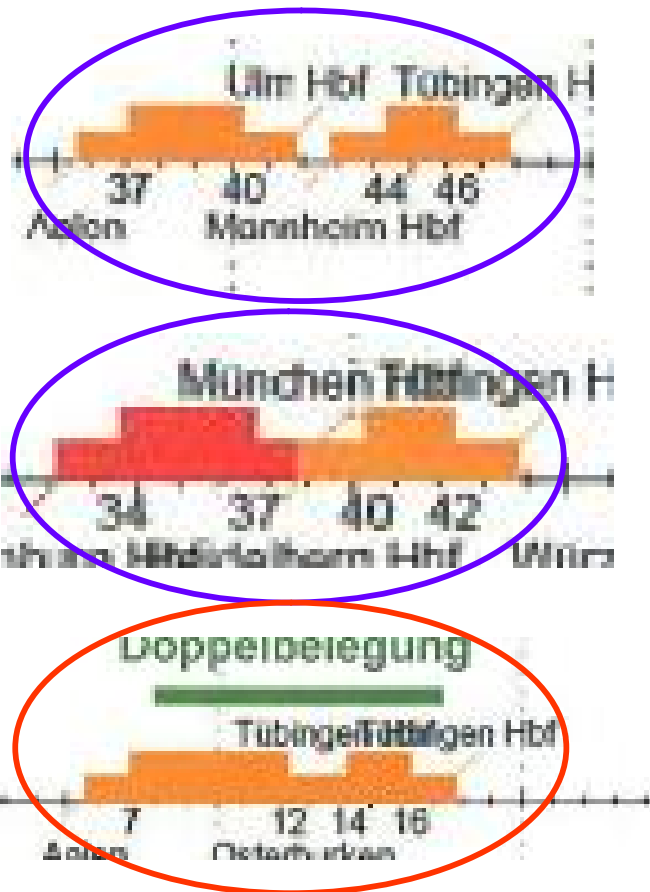 Ulm Hbf Tübingen H
37 40 44 46
Mannheim Hbf
München Tübingen H
34 37 40 42
Doppelbelegung
Tübingen Hbf
7 12 14 16
Aalen Osterburken